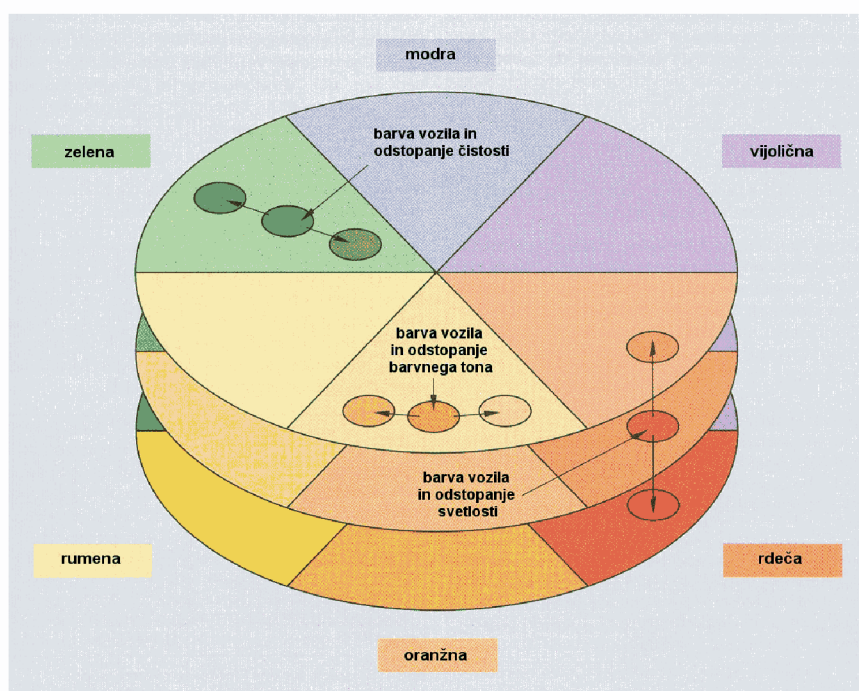 modra
zelena
barva vozila in
odstopanje čistosti
vijolična
barva vozila
in odstopanje
barvnega tona
barva vozila
in odstopanje
svetlosti
rumena
rdeča
oranžna